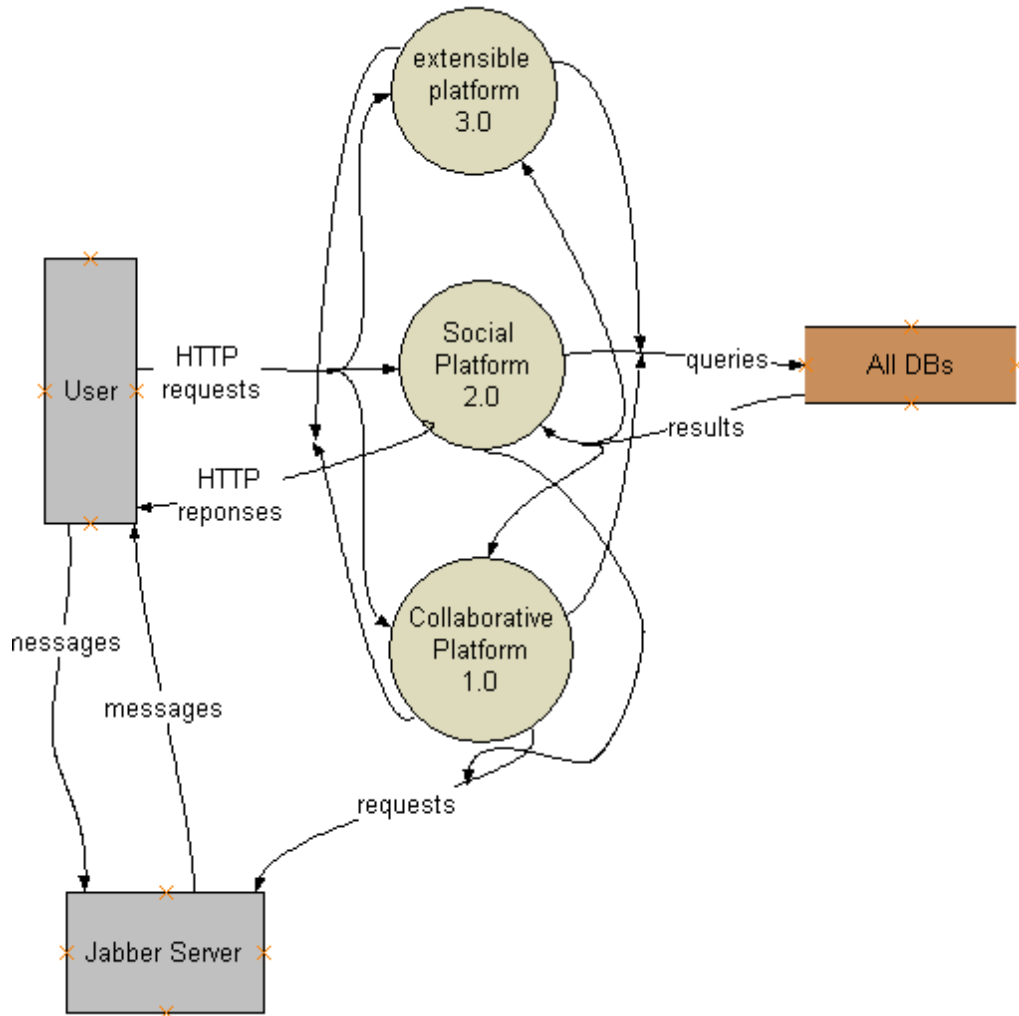 extensible
platform
3.0
Social
Platform
2.0
User
HTTP
requests
queries
All DBs
results
HTTP
reponses
Collaborative
Platform
1.0
nessages
messages
requests
Jabber Server